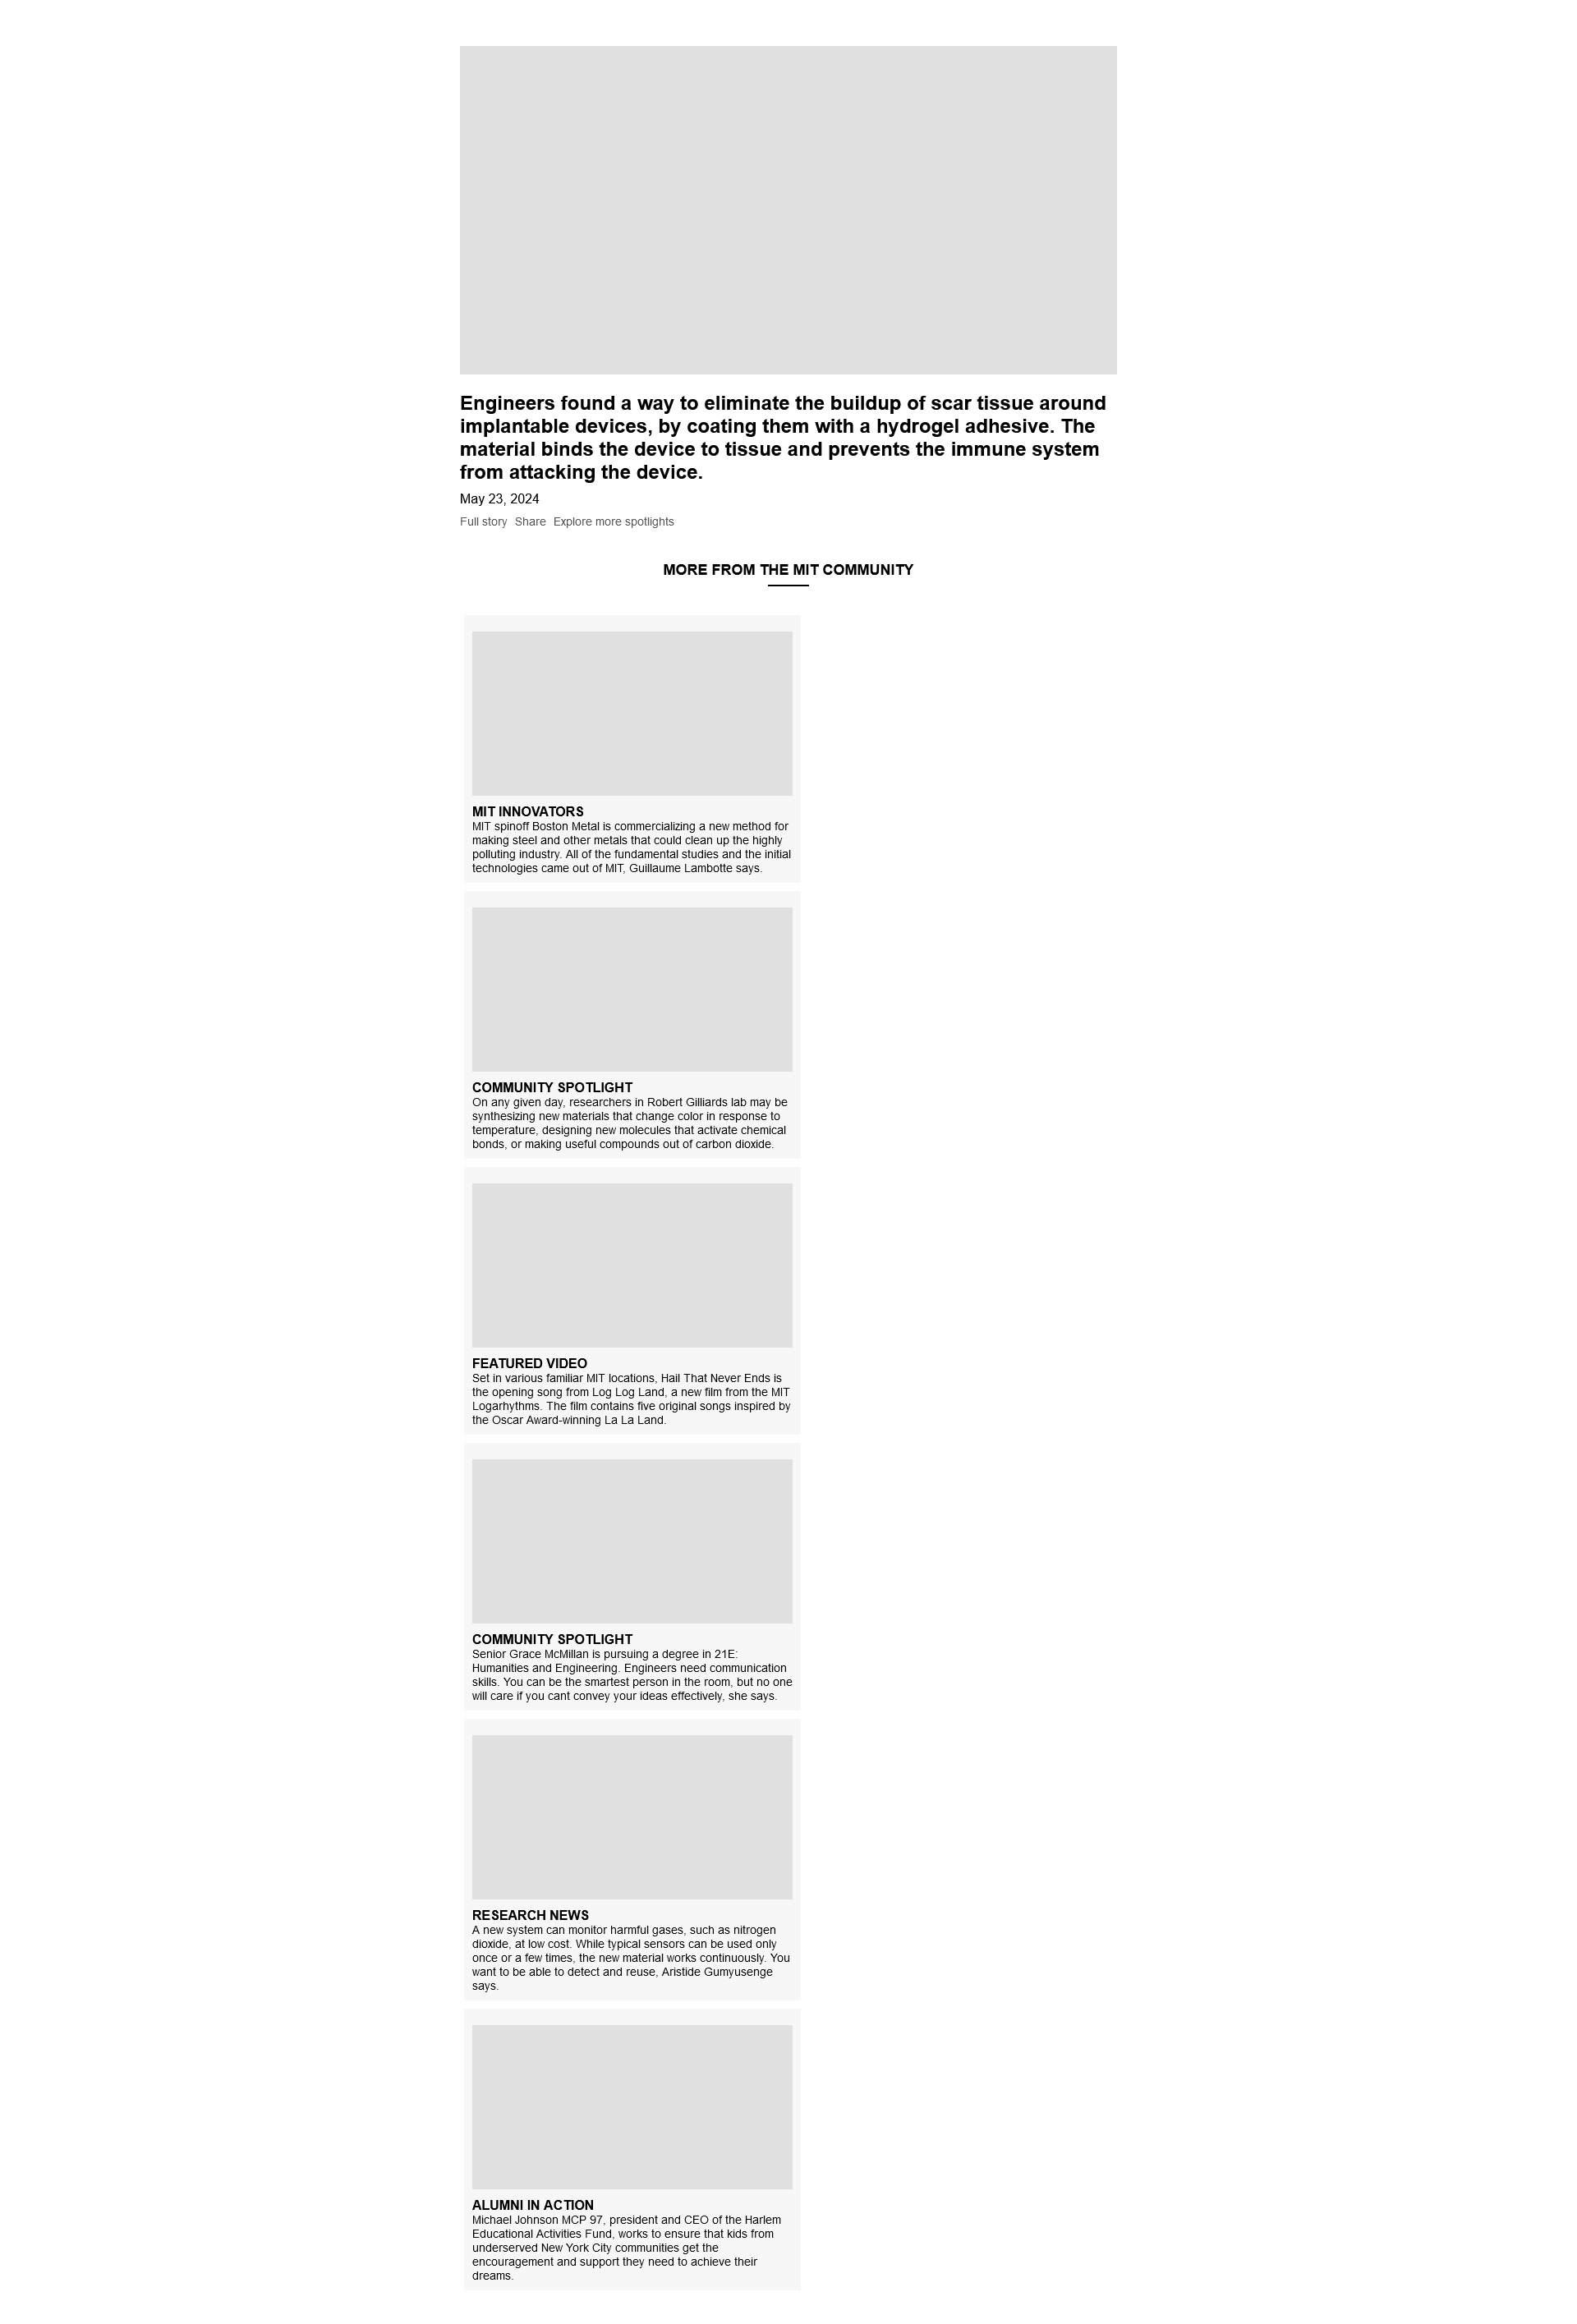 Engineers found a way to eliminate the buildup of scar tissue around
implantable devices, by coating them with a hydrogel adhesive. The
material binds the device to tissue and prevents the immune system
from attacking the device.
May 23, 2024
Full story Share Explore more spotlights
MORE FROM THE MIT COMMUNITY
MIT INNOVATORS
MIT spinoff Boston Metal is commercializing a new method for
making steel and other metals that could clean up the highly
polluting industry. All of the fundamental studies and the initial
technologies came out of MIT, Guillaume Lambotte says.
COMMUNITY SPOTLIGHT
On any given day, researchers in Robert Gilliards lab may be
synthesizing new materials that change color in response to
temperature, designing new molecules that activate chemical
bonds, or making useful compounds out of carbon dioxide.
FEATURED VIDEO
Set in various familiar MIT locations, Hail That Never Ends is
the opening song from Log Log Land, a new film from the MIT
Logarhythms. The film contains five original songs inspired by
the Oscar Award-winning La La Land.
COMMUNITY SPOTLIGHT
Senior Grace McMillan is pursuing a degree in 21E:
Humanities and Engineering. Engineers need communication
skills. You can be the smartest person in the room, but no one
will care if you cant convey your ideas effectively, she says.
RESEARCH NEWS
A new system can monitor harmful gases, such as nitrogen
dioxide, at low cost. While typical sensors can be used only
once or a few times, the new material works continuously. You
want to be able to detect and reuse, Aristide Gumyusenge
says.
ALUMNI IN ACTION
Michael Johnson MCP 97, president and CEO of the Harlem
Educational Activities Fund, works to ensure that kids from
underserved New York City communities get the
encouragement and support they need to achieve their
dreams.